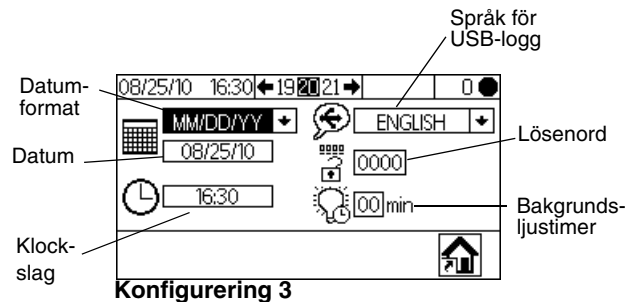 Språk för
USB-logg
Datum-
format
08/25/10 16:30 19 20 21 0
MM/DD/YY ENGLISH
Datum
08/25/10
0000
Lösenord
16:30
00 min
Bakgrunds-
ljustimer
Klock-
slag
Konfigurering 3